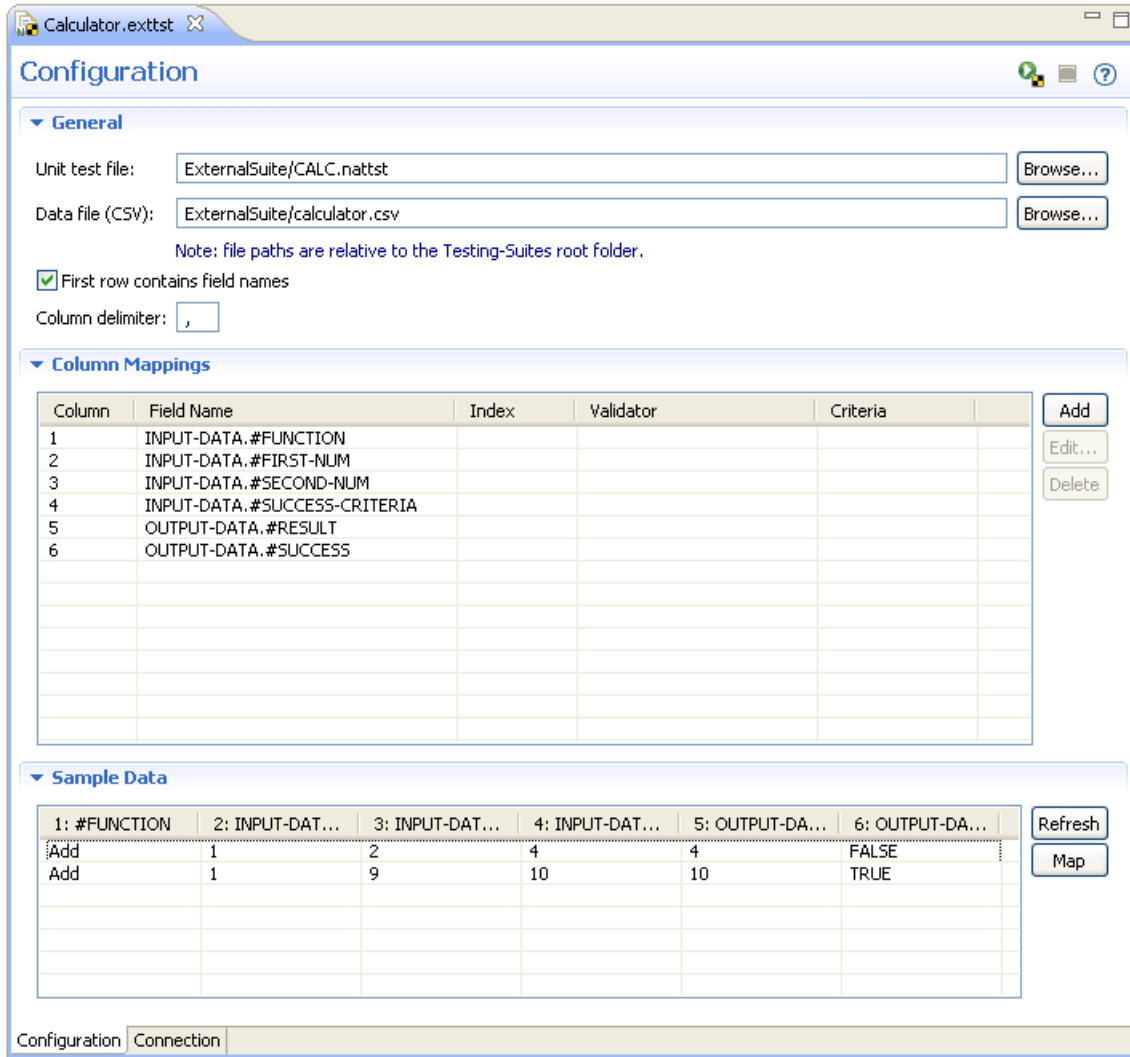 Calculator.exttst
Configuration
General
Unit test file: ExternalSuite/CALC.nattst Browse...
Data file (CSV): ExternalSuite/calculator.csv Browse...
Note: file paths are relative to the Testing-Suites root folder.
First row contains field names
Column delimiter: ,
Column Mappings
Column Field Name Index Validator Criteria Add
1 INPUT-DATA.#FUNCTION
Edit...
2 INPUT-DATA.#FIRST-NUM
3 INPUT-DATA.#SECOND-NUM Delete
4 INPUT-DATA.#SUCCESS-CRITERIA
5 OUTPUT-DATA.#RESULT
6 OUTPUT-DATA.#SUCCESS
Sample Data
1: #FUNCTION 2: INPUT-DAT... 3: INPUT-DAT... 4: INPUT-DAT... 5: OUTPUT-DA... 6: OUTPUT-DA... Refresh
Add 1 2 4 4 FALSE Map
Add 1 9 10 10 TRUE
Configuration Connection